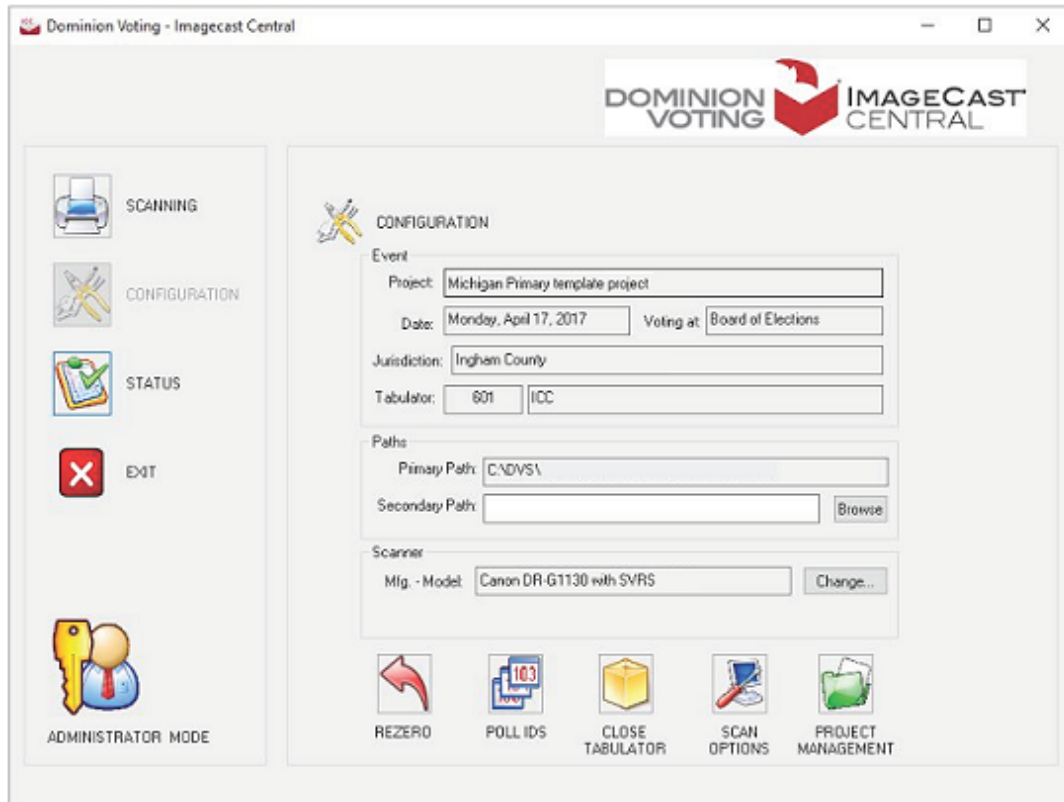 Dominion Voting - Imagecast Central
DOMINION VOTING IMAGECAST CENTRAL
SCANNING
CONFIGURATION
STATUS
EXIT
ADMINISTRATOR MODE
CONFIGURATION
Event
Project: Michigan Primary template project
Date: Monday, April 17, 2017 Voting at: Board of Elections
Jurisdiction: Ingham County
Tabulator: 601 ICC
Paths
Primary Path: C:\DVS\
Secondary Path: Browse
Scanner
Mfg. - Model: Canon DR-G1130 with SVRS Change...
103
REZERO POLL IDS CLOSE TABULATOR SCAN OPTIONS PROJECT MANAGEMENT